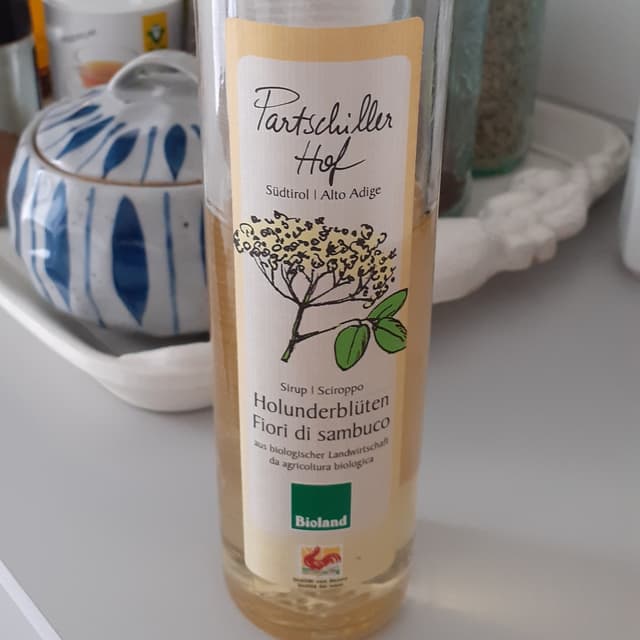 Partschiller
Hof
Südtirol | Alto Adige
Sirup | Sciroppo
Holunderblüten
Fiori di sambuco
aus biologischer Landwirtschaft
da agricoltura biologica
Bioland